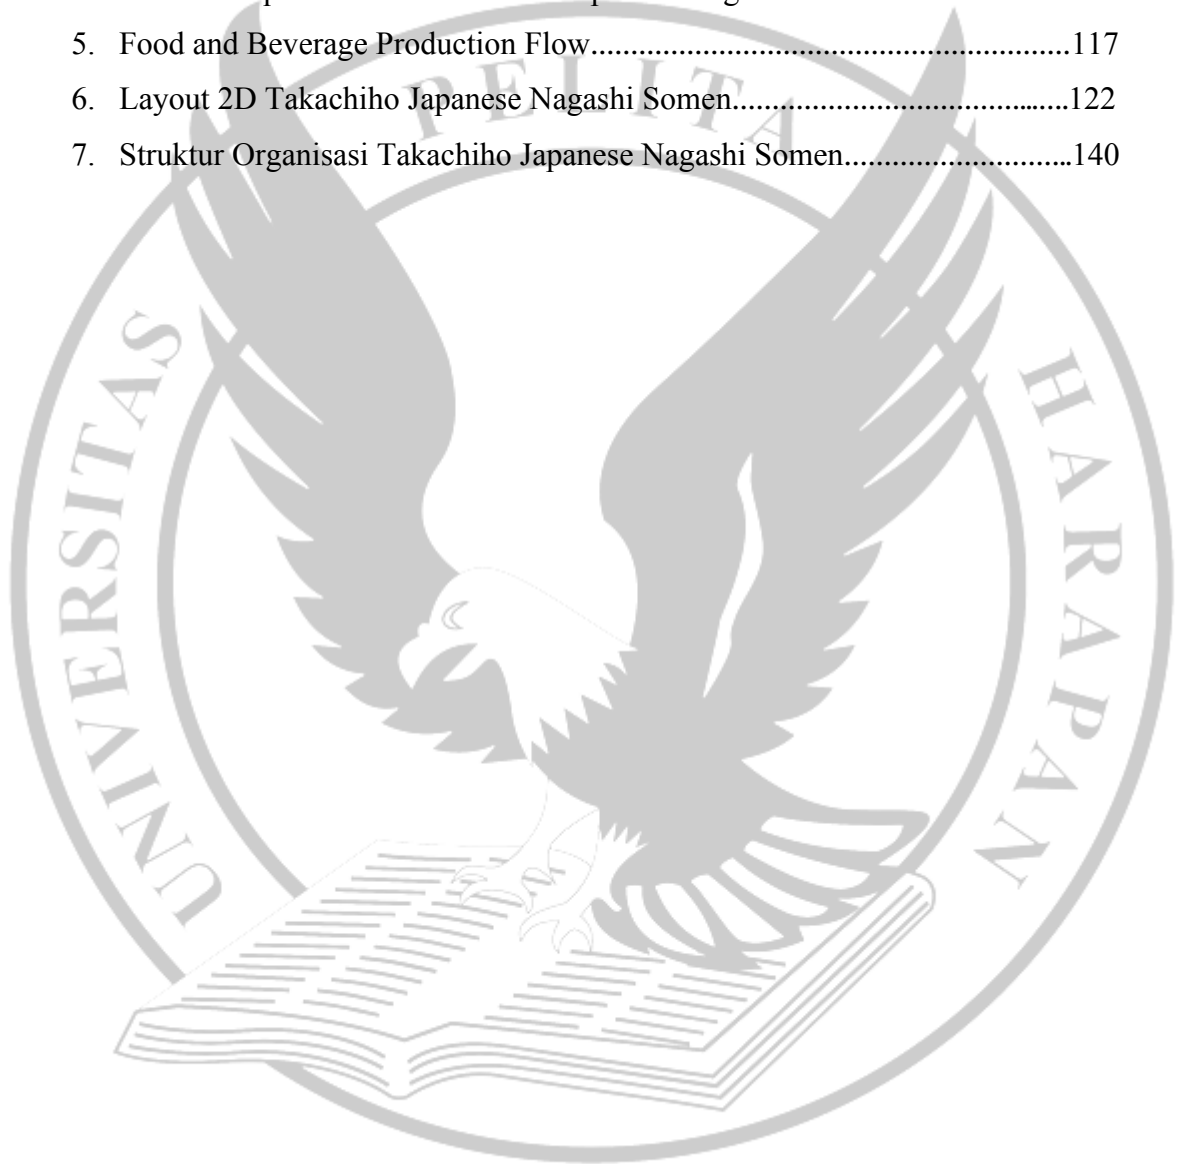 5. Food and Beverage Production Flow............................................................117
6. Layout 2D Takachiho Japanese Nagashi Somen..........................................122
7. Struktur Organisasi Takachiho Japanese Nagashi Somen............................140
UNIVERSITAS PELITA HARAPAN